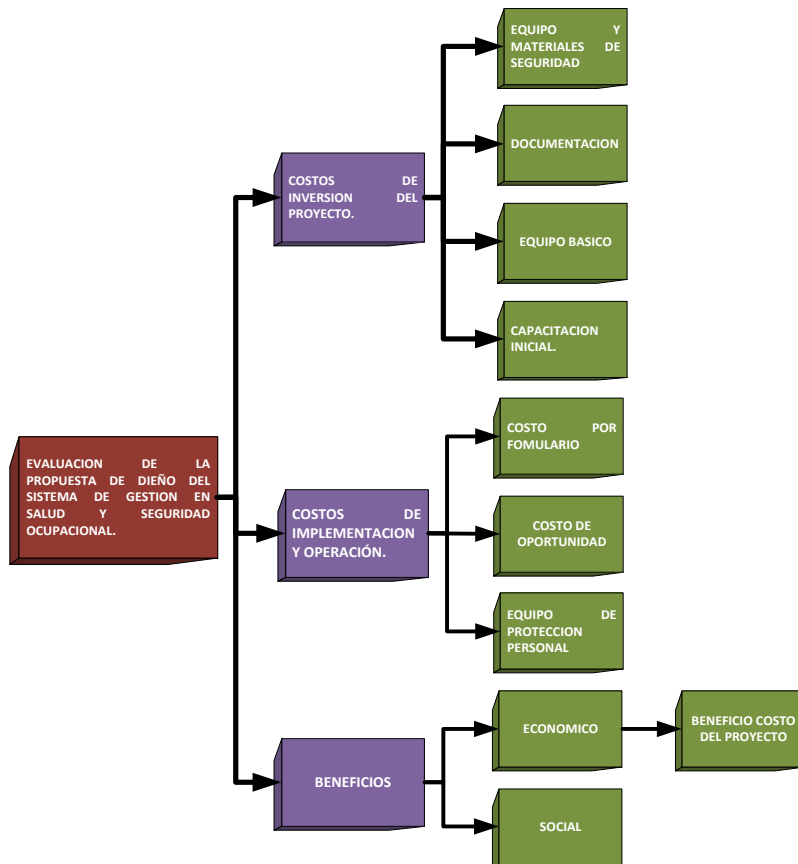 EQUIPO Y
MATERIALES DE
SEGURIDAD
DOCUMENTACION
COSTOS DE
INVERSION DEL
PROYECTO.
EQUIPO BASICO
CAPACITACION
INICIAL.
EVALUACION DE LA
PROPUESTA DE DIEÑO DEL
SISTEMA DE GESTION EN
SALUD Y SEGURIDAD
OCUPACIONAL.
COSTO POR
FOMULARIO
COSTOS DE
IMPLEMENTACION
Y OPERACIÓN.
COSTO DE
OPORTUNIDAD
EQUIPO DE
PROTECCION
PERSONAL
BENEFICIOS
ECONOMICO
BENEFICIO COSTO
DEL PROYECTO
SOCIAL